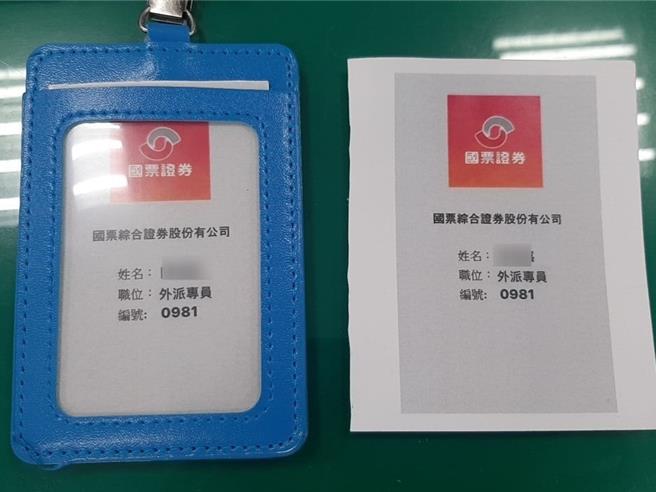 國票證券
國票綜合證券股份有公司
姓名：
職位：外派專員
編號: 0981
國票證券
國票綜合證券股份有公司
姓名：
職位：外派專員
編號: 0981